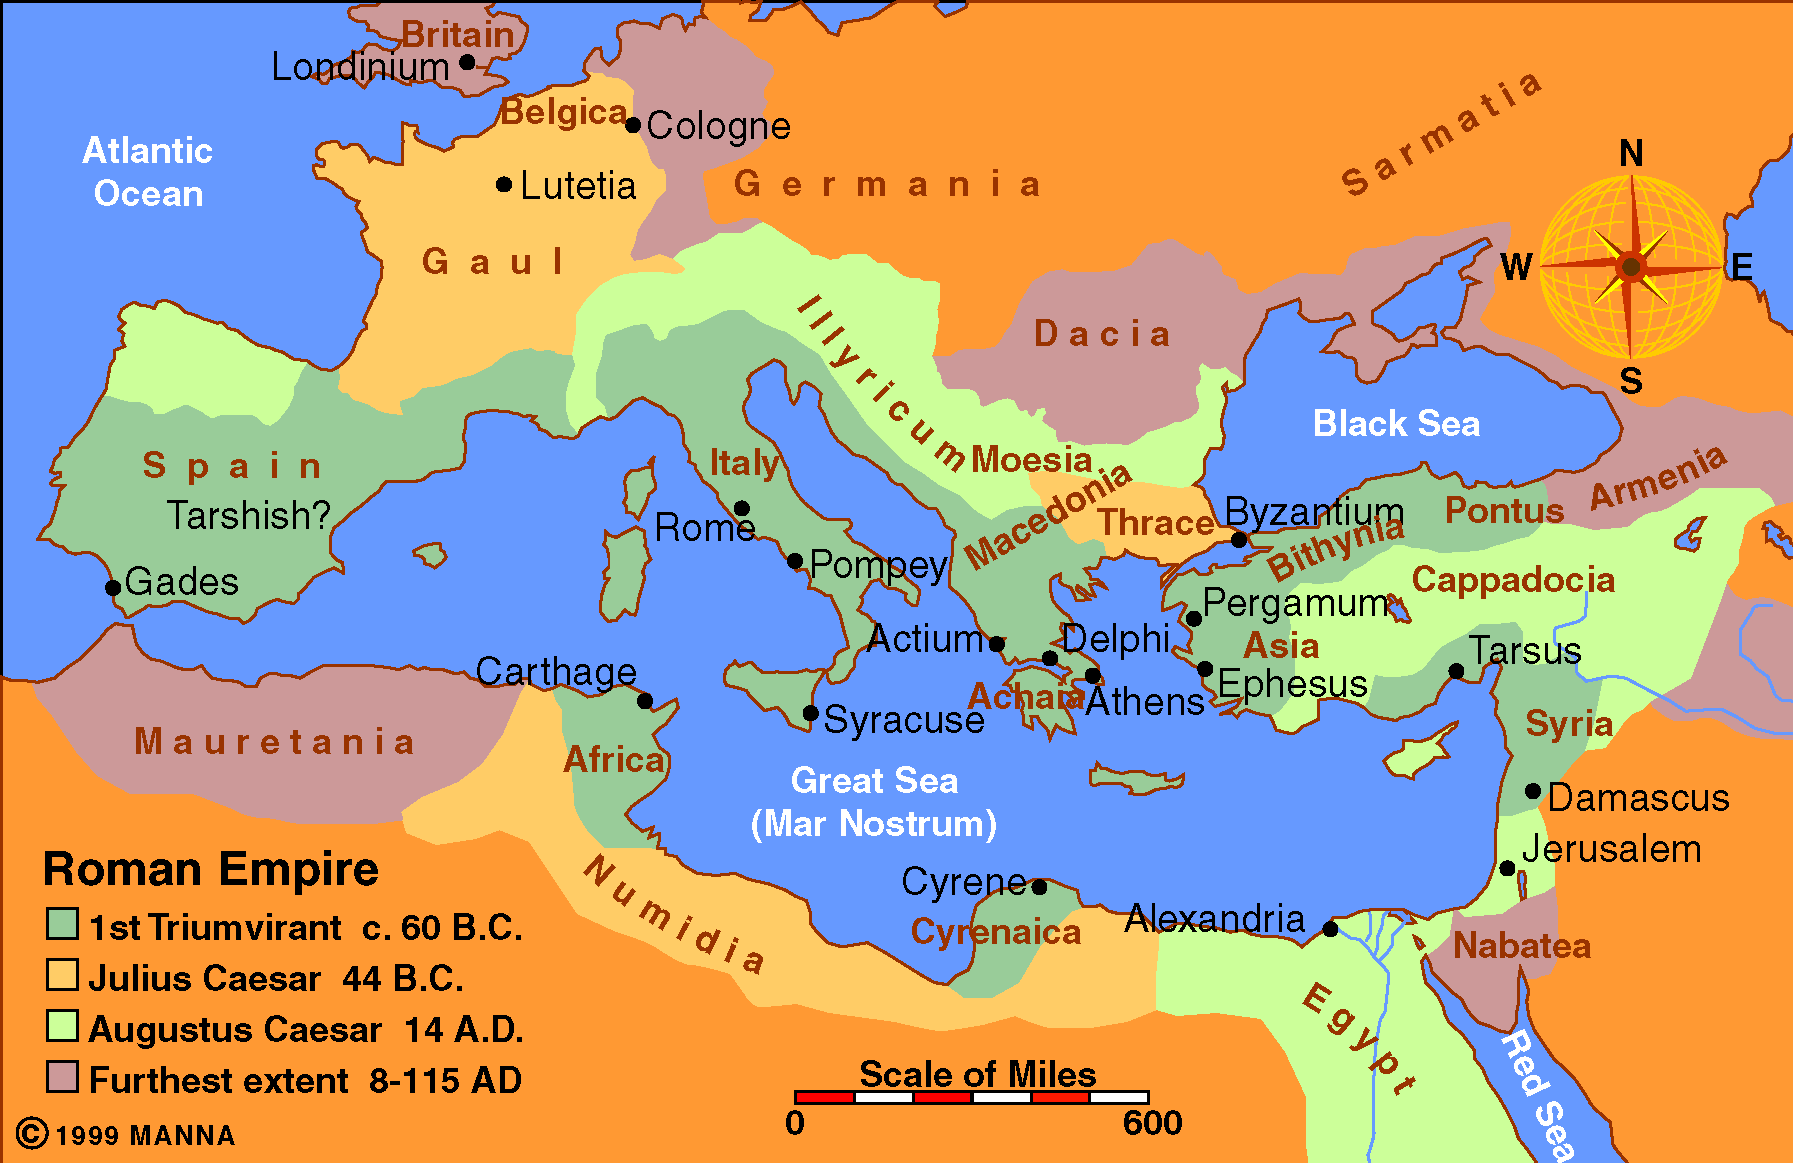 Britain
Londinium
Belgica
Cologne
Atlantic
Ocean
Lutetia
Germania
Sarmatia
N
W
E
S
Gaul
Illyricum
Dacia
Black Sea
Spain
Tarshish?
Italy
Rome
Moesia
Macedonia
Thrace
Byzantium
Bithynia
Pontus
Armenia
Gades
Pompey
Cappadocia
Pergamum
Actium
Delphi
Asia
Tarsus
Carthage
Achaia
Athens
Ephesus
Syracuse
Syria
Mauretania
Africa
Great Sea
(Mar Nostrum)
Damascus
Jerusalem
Numidia
Cyrene
Cyrenaica
Alexandria
Nabatea
Egypt
Red Sea
Roman Empire
1st Triumvirant c. 60 B.C.
Julius Caesar 44 B.C.
Augustus Caesar 14 A.D.
Furthest extent 8-115 AD
© 1999 MANNA
Scale of Miles
0 600